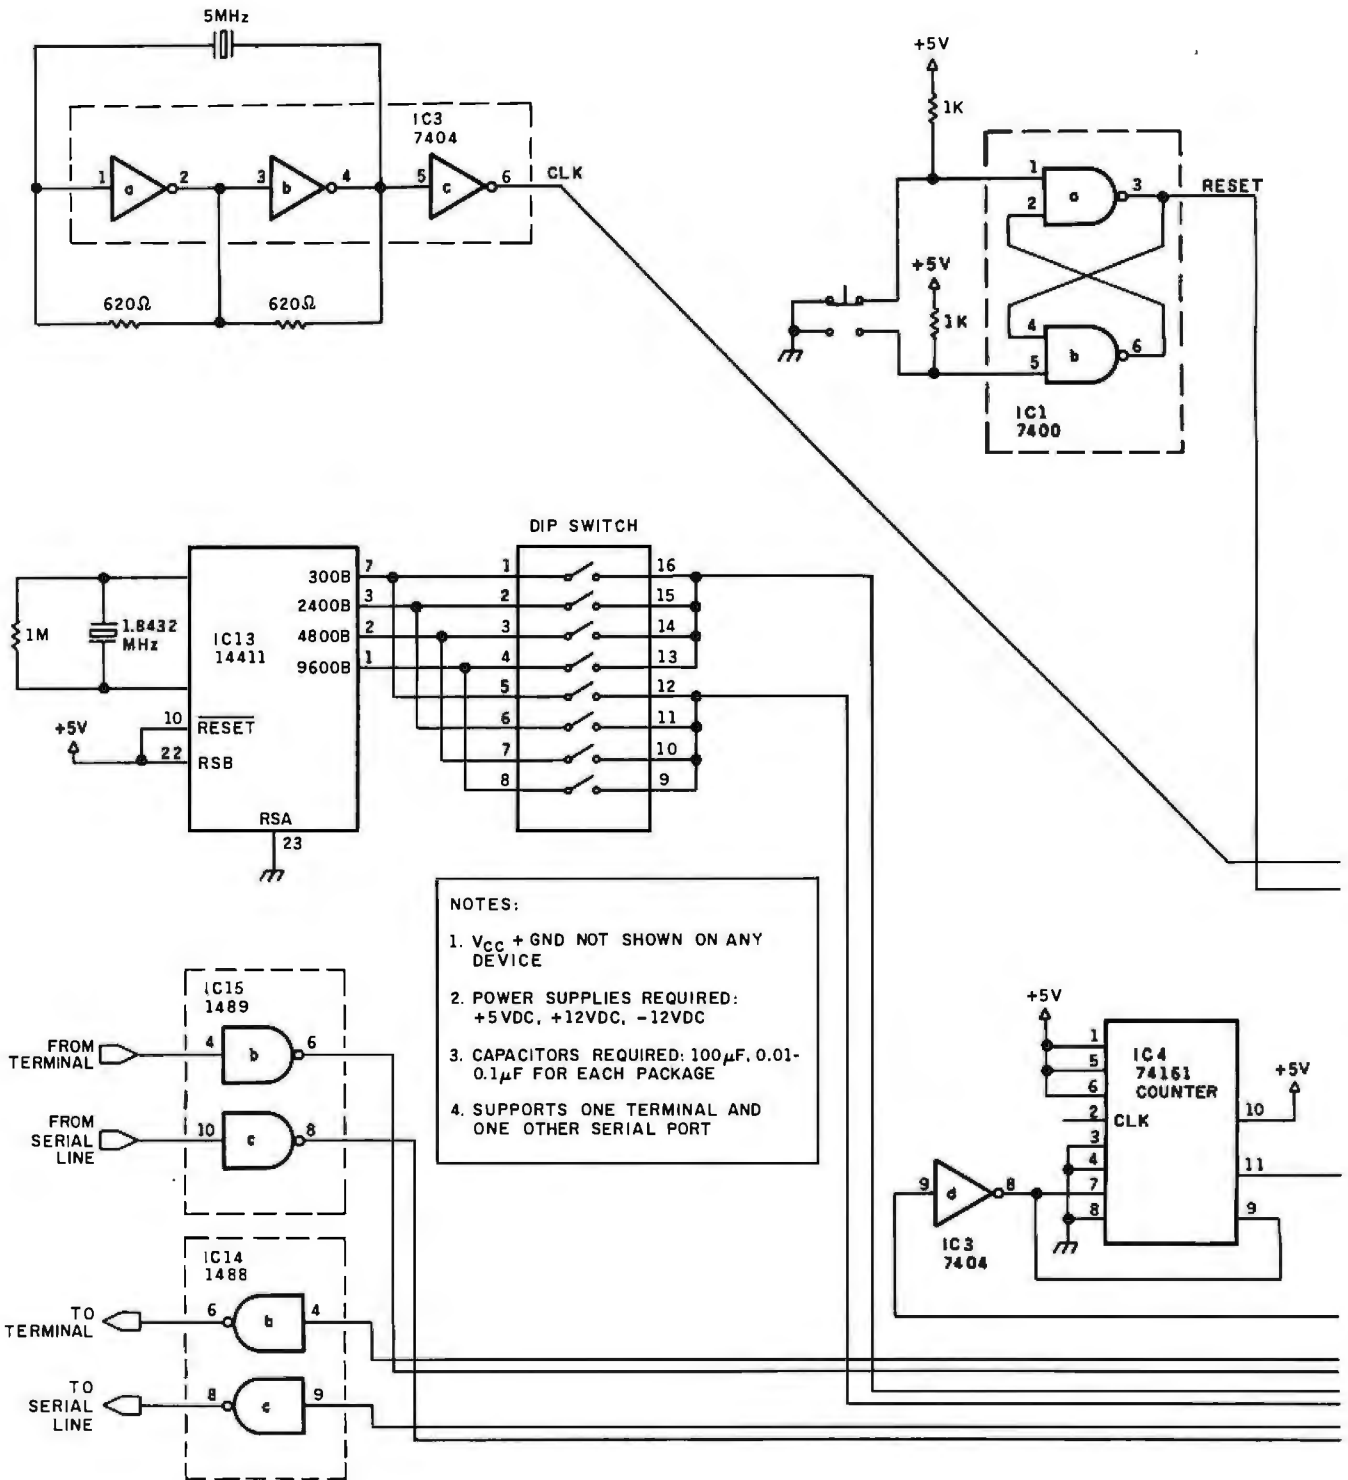 5MHz
IC3
7404
1
a
2
3
b
4
5
c
6
CLK
620Ω
620Ω
+5V
1K
1
2
a
3
RESET
+5V
1K
4
5
b
6
IC1
7400
DIP SWITCH
1M
1.8432
MHz
IC13
14411
300B
7
2400B
3
4800B
2
9600B
1
+5V
10
RESET
22
RSB
RSA
23
1
16
2
15
3
14
4
13
5
12
6
11
7
10
8
9
NOTES:
1. VCC + GND NOT SHOWN ON ANY
DEVICE
2. POWER SUPPLIES REQUIRED:
+5VDC, +12VDC, -12VDC
3. CAPACITORS REQUIRED: 100µF, 0.01-
0.1µF FOR EACH PACKAGE
4. SUPPORTS ONE TERMINAL AND
ONE OTHER SERIAL PORT
IC15
1489
FROM
TERMINAL
4
b
6
FROM
SERIAL
LINE
10
c
8
IC14
1488
TO
TERMINAL
6
b
4
TO
SERIAL
LINE
8
c
9
+5V
IC4
74161
COUNTER
1
5
6
2
CLK
3
4
7
8
10
+5V
11
9
9
d
8
IC3
7404